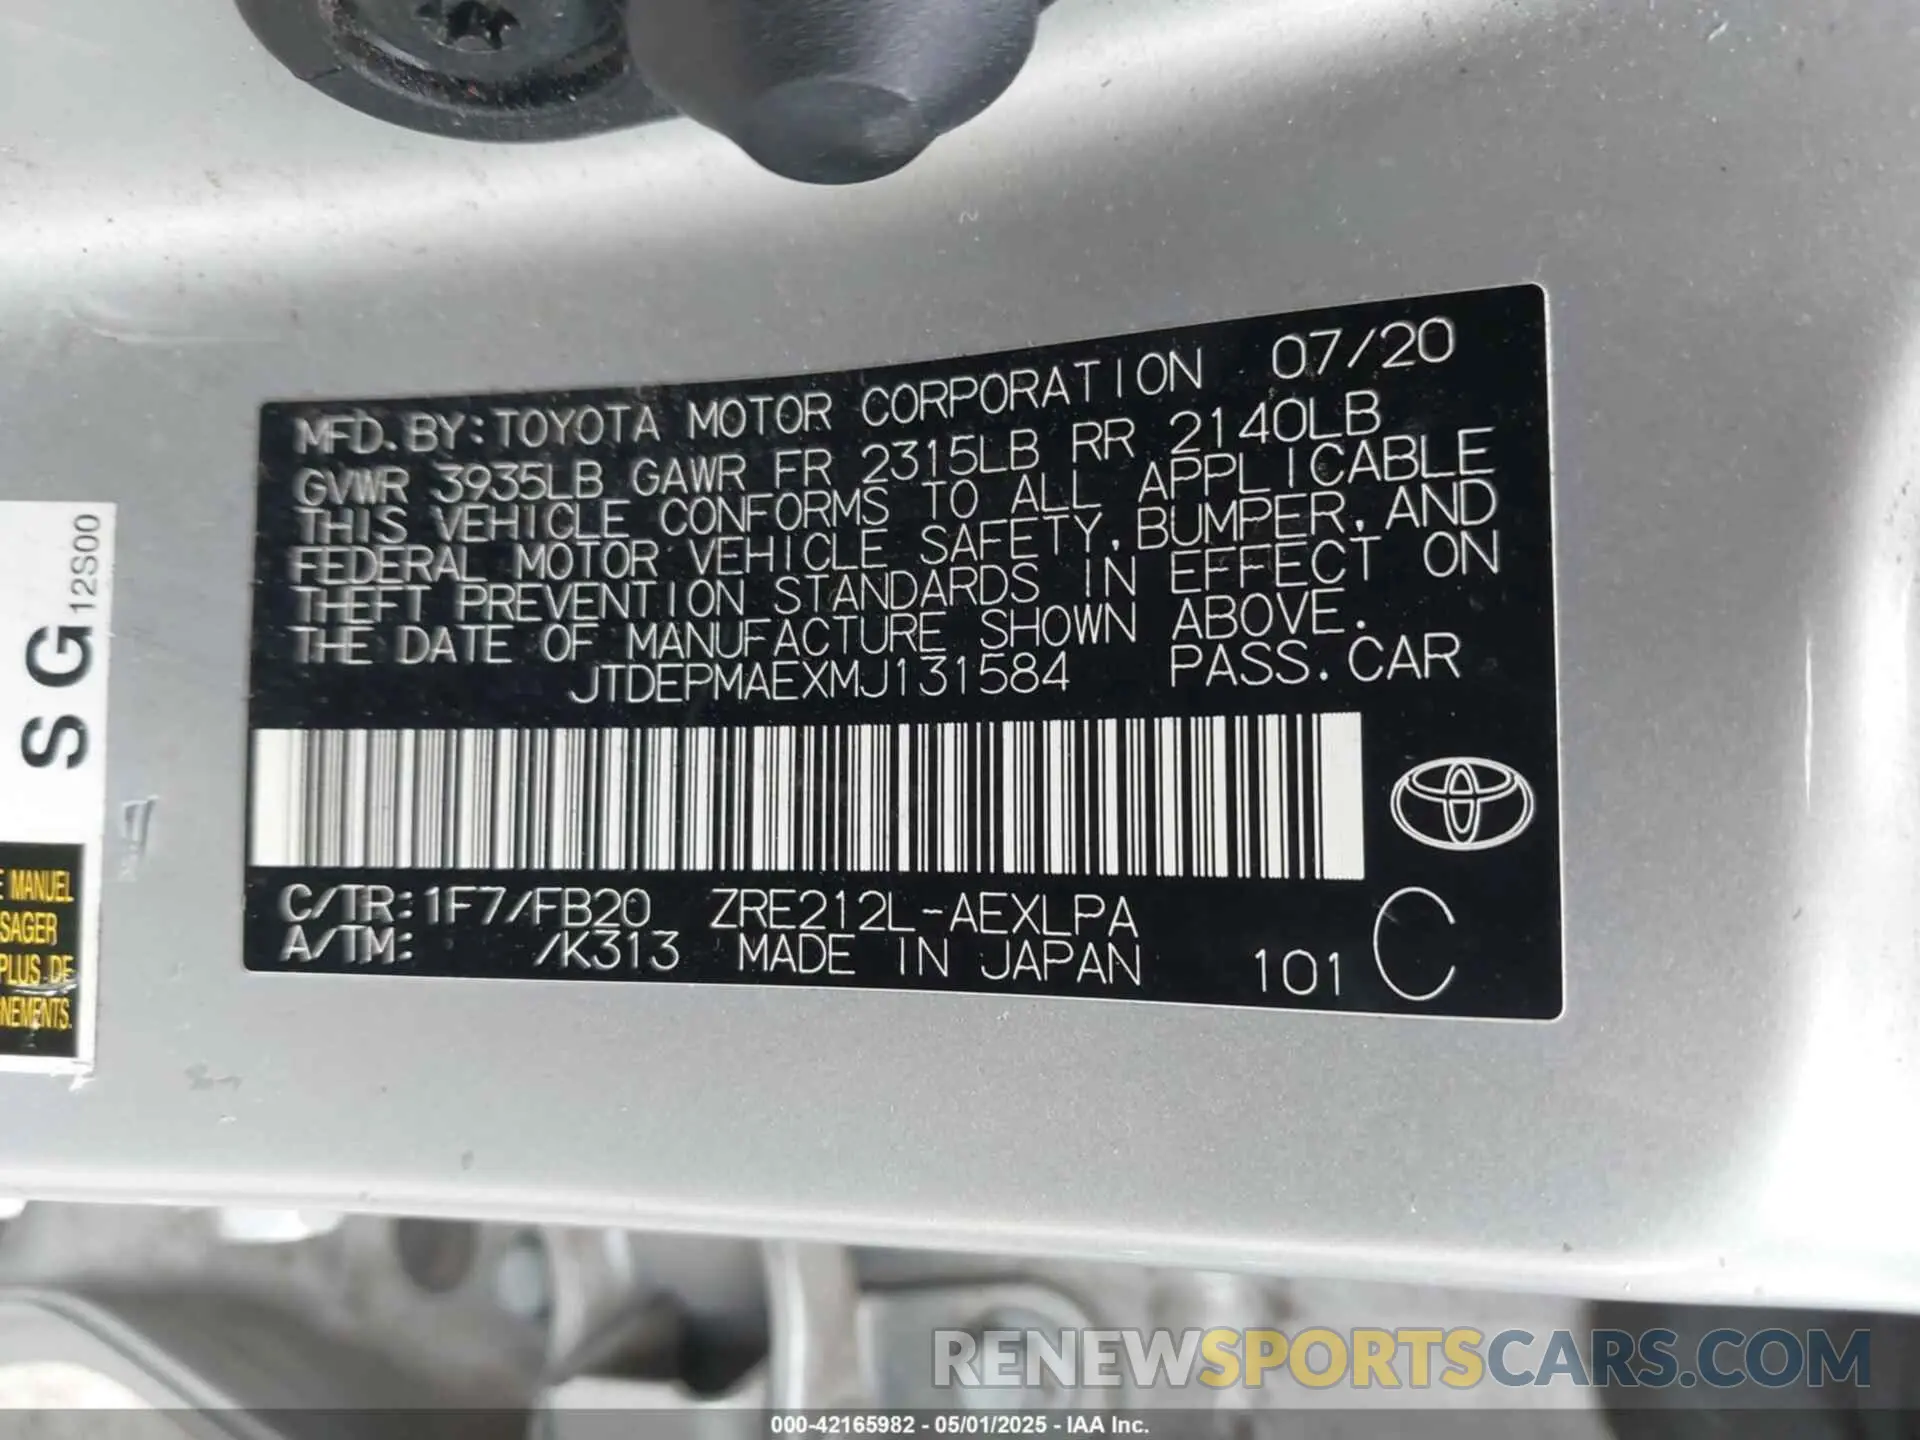 MFD. BY: TOYOTA MOTOR CORPORATION 07/20
GVWR 3935LB GAWR FR 2315LB RR 2140LB
THIS VEHICLE CONFORMS TO ALL APPLICABLE
FEDERAL MOTOR VEHICLE SAFETY, BUMPER, AND
THEFT PREVENTION STANDARDS IN EFFECT ON
THE DATE OF MANUFACTURE SHOWN ABOVE.
JTDEPMAEXMJ131584 PASS. CAR
C/TR: 1F7/FB20 ZRE212L-AEXLPA
A/TM: /K313 MADE IN JAPAN 101 C
S G 12S00
E MANUEL
SAGER
PLUS DE
NEMENTS.
RENEWSPORTSCARS.COM
000-42165982 - 05/01/2025 - IAA Inc.